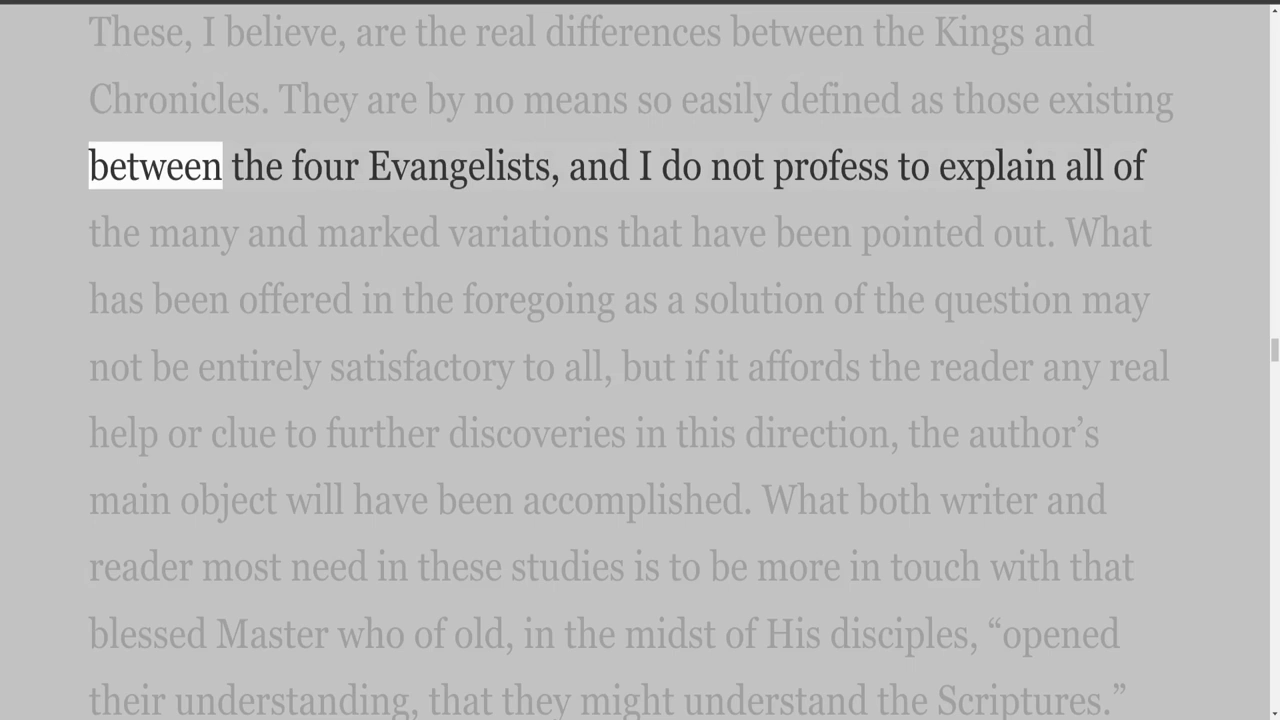 These, I believe, are the real differences between the Kings and
Chronicles. They are by no means so easily defined as those existing
between the four Evangelists, and I do not profess to explain all of
the many and marked variations that have been pointed out. What
has been offered in the foregoing as a solution of the question may
not be entirely satisfactory to all, but if it affords the reader any real
help or clue to further discoveries in this direction, the author’s
main object will have been accomplished. What both writer and
reader most need in these studies is to be more in touch with that
blessed Master who of old, in the midst of His disciples, “opened
their understanding, that they might understand the Scriptures.”